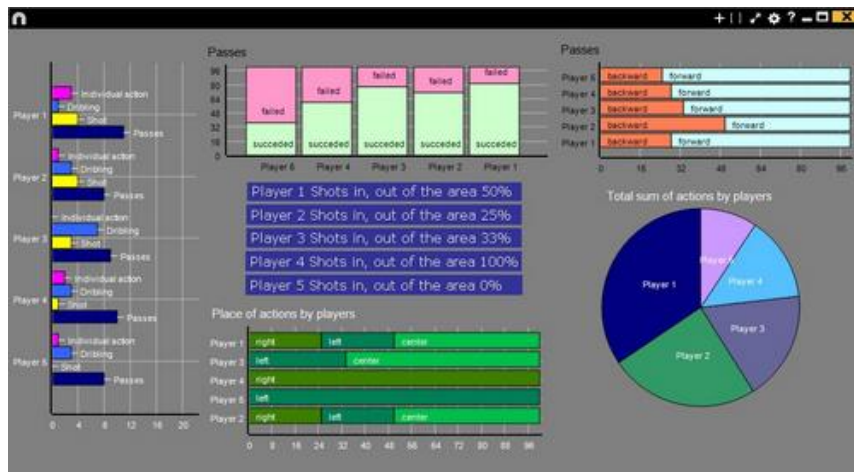 Individual action
Dribling
Player 1
Shot
Passes
Individual action
Dribling
Player 2
Shot
Passes
Dribling
Player 3
Shot
Passes
Individual action
Dribling
Player 4
Shot
Passes
Individual action
Dribling
Player 5
Shot
Passes
0 4 8 12 16 20
Passes
96
80
64
48
32
16
0
failed failed failed failed failed
succeded succeded succeded succeded succeded
Player 5 Player 4 Player 3 Player 2 Player 1
Player 1 Shots in, out of the area 50%
Player 2 Shots in, out of the area 25%
Player 3 Shots in, out of the area 33%
Player 4 Shots in, out of the area 100%
Player 5 Shots in, out of the area 0%
Place of actions by players
Player 1 right left center
Player 3 left center
Player 4 right
Player 5 left
Player 2 right left center
0 8 16 24 32 40 48 56 64 72 80 88 96
Passes
Player 5 backward forward
Player 4 backward forward
Player 3 backward forward
Player 2 backward forward
Player 1 backward forward
0 16 32 48 64 80 96
Total sum of actions by players
Player 5
Player 4
Player 1
Player 3
Player 2